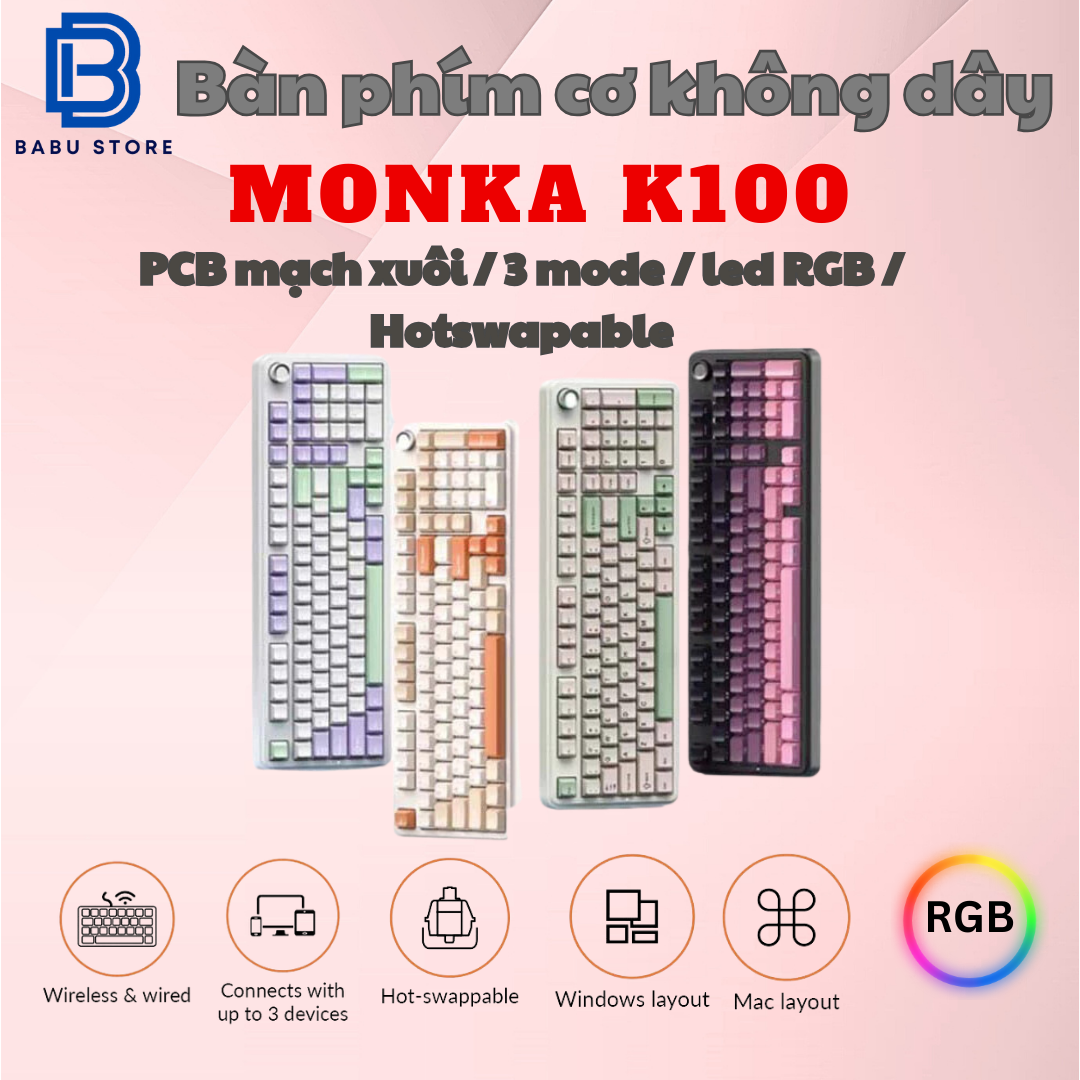 BABU STORE
Bàn phím cơ không dây
MONKA K100
PCB mạch xuôi / 3 mode / led RGB /
Hotswapable
Wireless & wired
Connects with
up to 3 devices
Hot-swappable
Windows layout
Mac layout
RGB